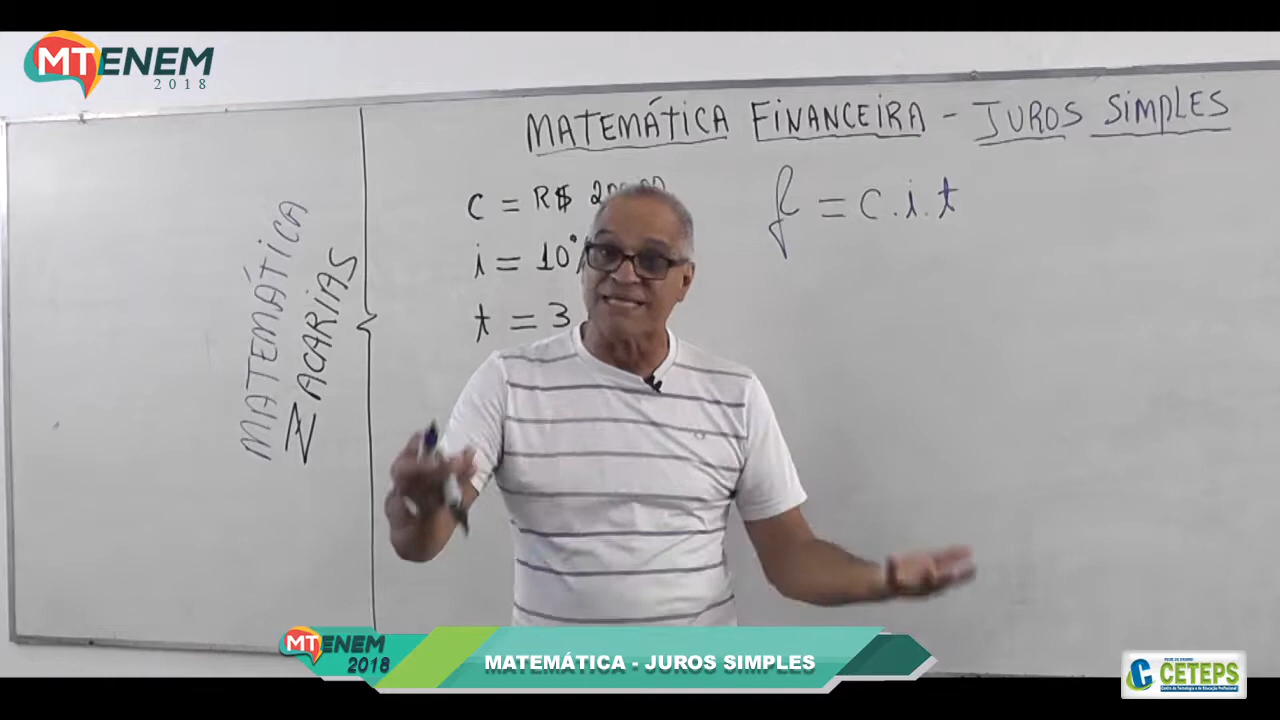 MTENEM
2018
MATEMÁTICA FINANCEIRA - JUROS SIMPLES
C = R$
i = 10%
t = 3
J = C.i.t
MATEMÁTICA
ZACARIAS
MTENEM
2018
MATEMÁTICA - JUROS SIMPLES
CETEPS